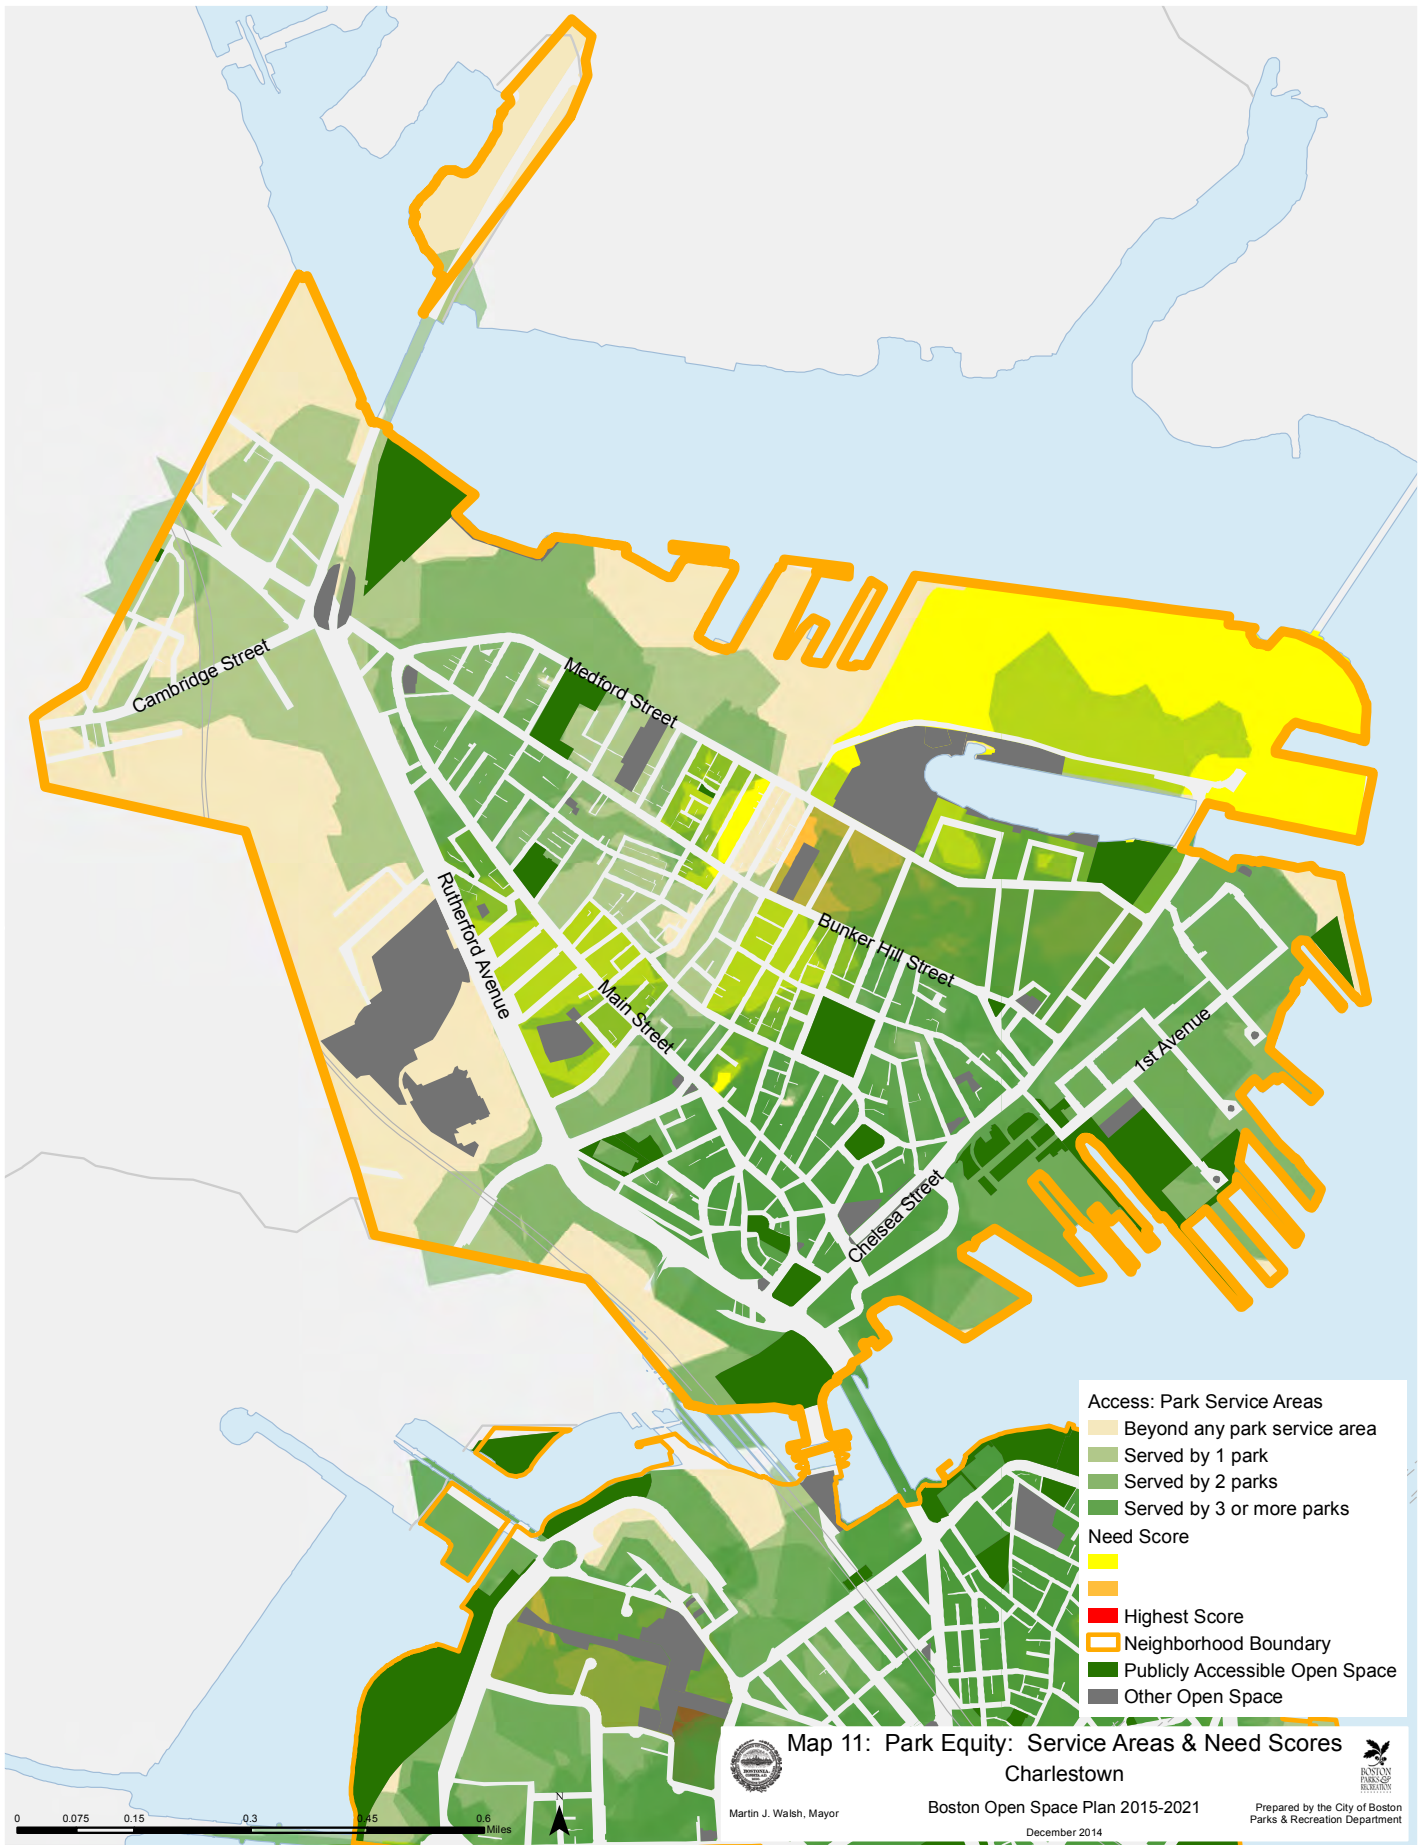 Medford Street
Cambridge Street
Rutherford Avenue
Bunker Hill Street
Main Street
1st Avenue
Chelsea Street
Access: Park Service Areas
Beyond any park service area
Served by 1 park
Served by 2 parks
Served by 3 or more parks
Need Score
Highest Score
Neighborhood Boundary
Publicly Accessible Open Space
Other Open Space
Map 11: Park Equity: Service Areas & Need Scores
Charlestown
Boston Open Space Plan 2015-2021
December 2014
Martin J. Walsh, Mayor
BOSTON
PARKS &
RECREATION
Prepared by the City of Boston
Parks & Recreation Department
N
0 0.075 0.15 0.3 0.45 0.6
Miles